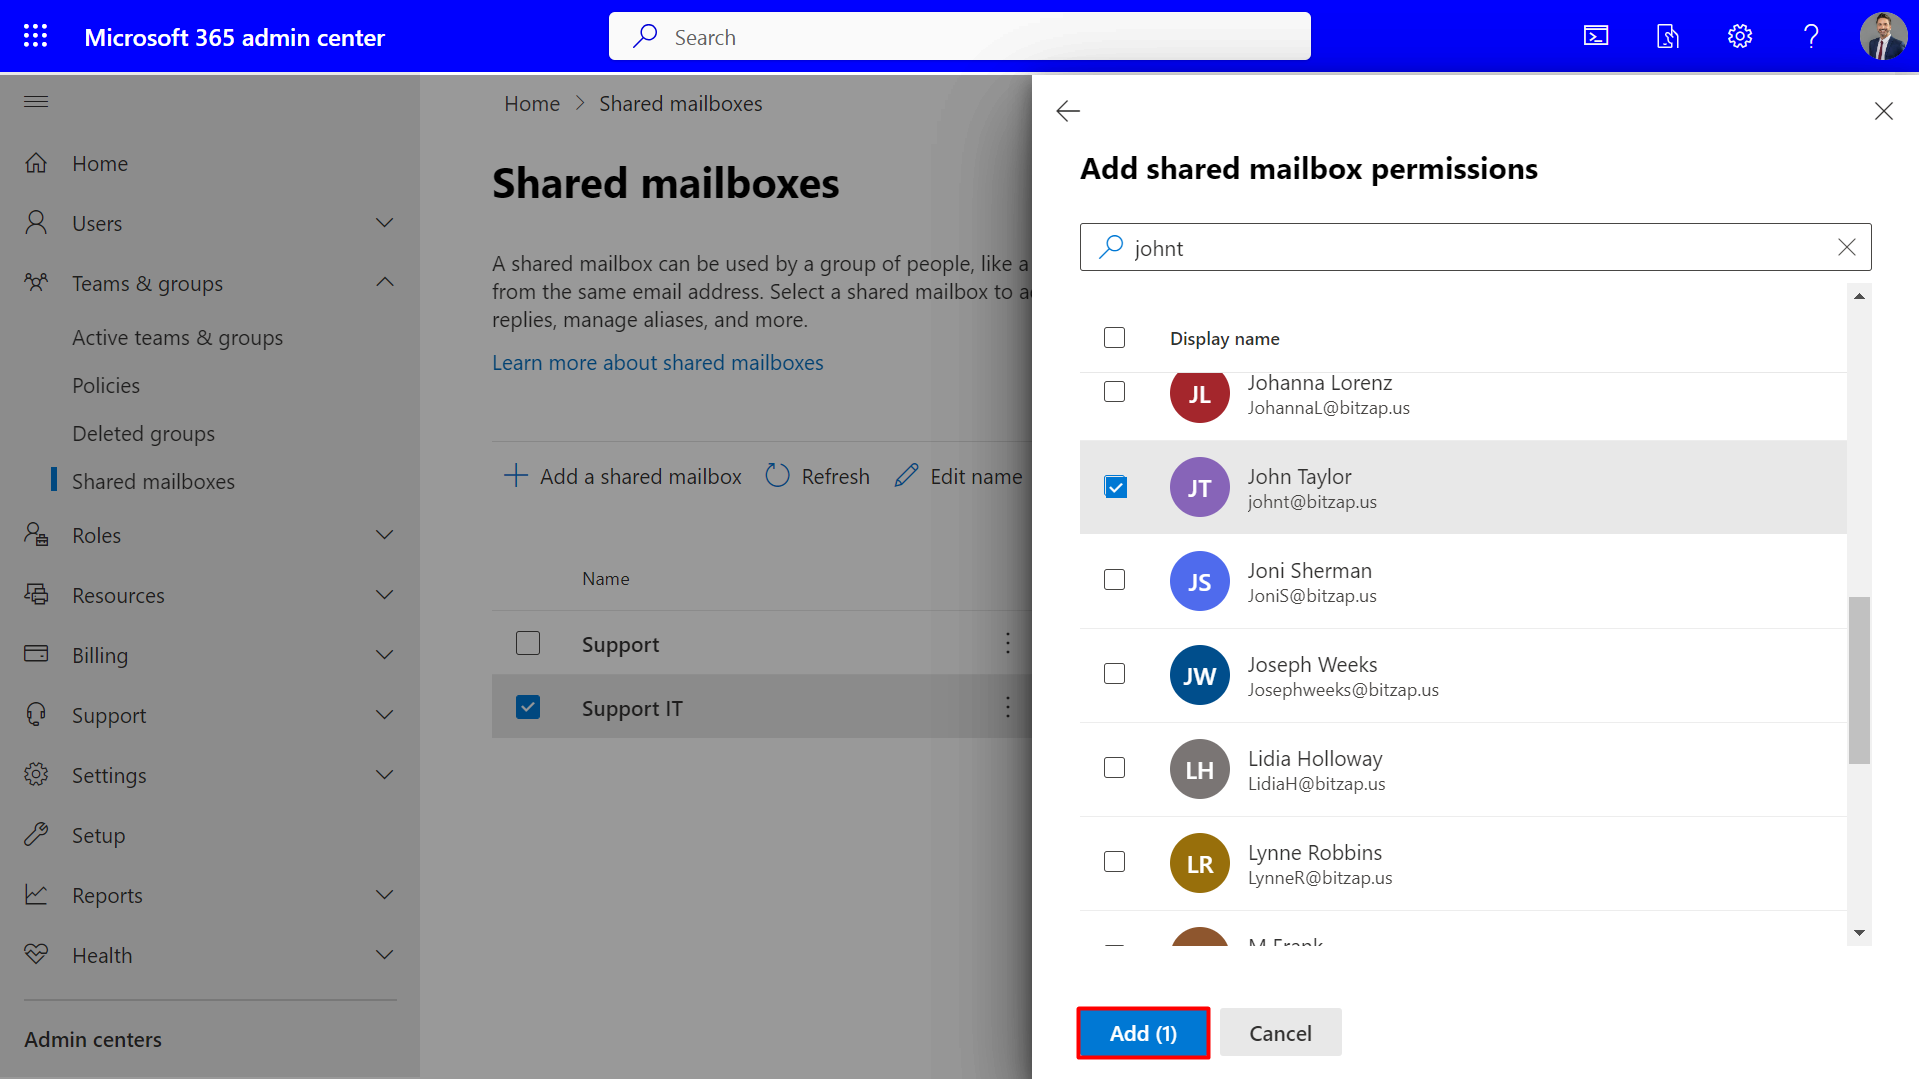 Microsoft 365 admin center
Search
Home
Users
Teams & groups
Active teams & groups
Policies
Deleted groups
Shared mailboxes
Roles
Resources
Billing
Support
Settings
Setup
Reports
Health
Admin centers
Home > Shared mailboxes
Shared mailboxes
A shared mailbox can be used by a group of people, like a
from the same email address. Select a shared mailbox to
replies, manage aliases, and more.
Learn more about shared mailboxes
Add a shared mailbox
Refresh
Edit name
Name
Support
Support IT
Add shared mailbox permissions
johnt
Display name
JL
Johanna Lorenz
JohannaL@bitzap.us
JT
John Taylor
johnt@bitzap.us
JS
Joni Sherman
JoniS@bitzap.us
JW
Joseph Weeks
Josephweeks@bitzap.us
LH
Lidia Holloway
LidiaH@bitzap.us
LR
Lynne Robbins
LynneR@bitzap.us
M Frank
Add (1)
Cancel